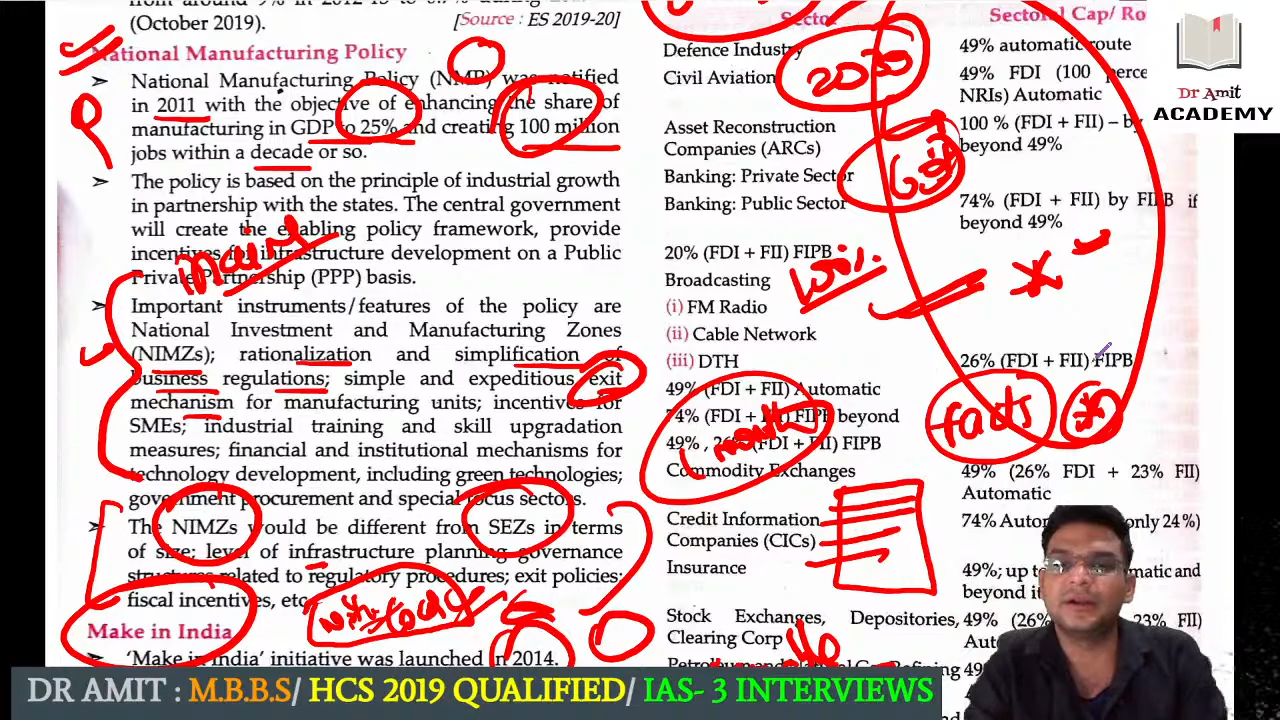 (October 2019).
[Source : ES 2019-20]
National Manufacturing Policy
➢ National Manufacturing Policy (NMP) was notified
in 2011 with the objective of enhancing the share of
manufacturing in GDP to 25% and creating 100 million
jobs within a decade or so.
➢ The policy is based on the principle of industrial growth
in partnership with the states. The central government
will create the enabling policy framework, provide
incentives for infrastructure development on a Public
Private Partnership (PPP) basis.
➢ Important instruments/features of the policy are
National Investment and Manufacturing Zones
(NIMZs); rationalization and simplification of
business regulations; simple and expeditious exit
mechanism for manufacturing units; incentives for
SMEs; industrial training and skill upgradation
measures; financial and institutional mechanisms for
technology development, including green technologies;
government procurement and special focus sectors.
➢ The NIMZs would be different from SEZs in terms
of size; level of infrastructure planning governance
structures related to regulatory procedures; exit policies;
fiscal incentives, etc.
Make in India
➢ 'Make in India' initiative was launched in 2014.
mains
Sector
Sectoral Cap/ Ro
Defence Industry
49% automatic route
Civil Aviation
49% FDI (100 perce
NRIs) Automatic
Asset Reconstruction
Companies (ARCs)
100 % (FDI + FII) – by
beyond 49%
Banking: Private Sector
Banking: Public Sector
74% (FDI + FII) by FIPB if
beyond 49%
20% (FDI + FII) FIPB
Broadcasting
(i) FM Radio
(ii) Cable Network
(iii) DTH
26% (FDI + FII) FIPB
49% (FDI + FII) Automatic
74% (FDI + FII) FIPB beyond
49%, 26% (FDI + FII) FIPB
Commodity Exchanges
49% (26% FDI + 23% FII)
Automatic
Credit Information
Companies (CICs)
74% only 24%)
Insurance
49%; up to and
beyond
Stock Exchanges, Depositories,
Clearing Corp
49% (26% 23% FII)
facts
month
Dr Amit
ACADEMY
DR AMIT : M.B.B.S/ HCS 2019 QUALIFIED/ IAS- 3 INTERVIEWS